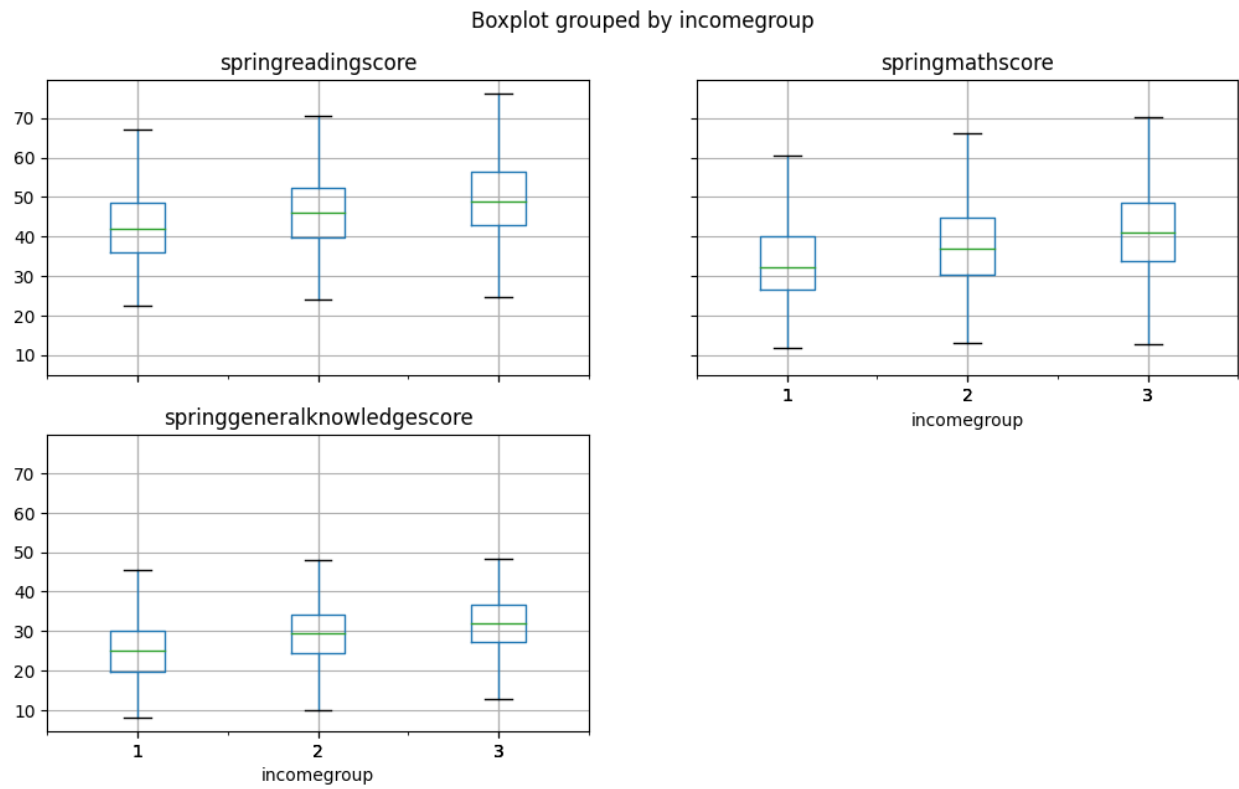 Boxplot grouped by incomegroup
springreadingscore
70
60
50
40
30
20
10
springmathscore
1 2 3
incomegroup
springgeneralknowledgescore
70
60
50
40
30
20
10
1 2 3
incomegroup